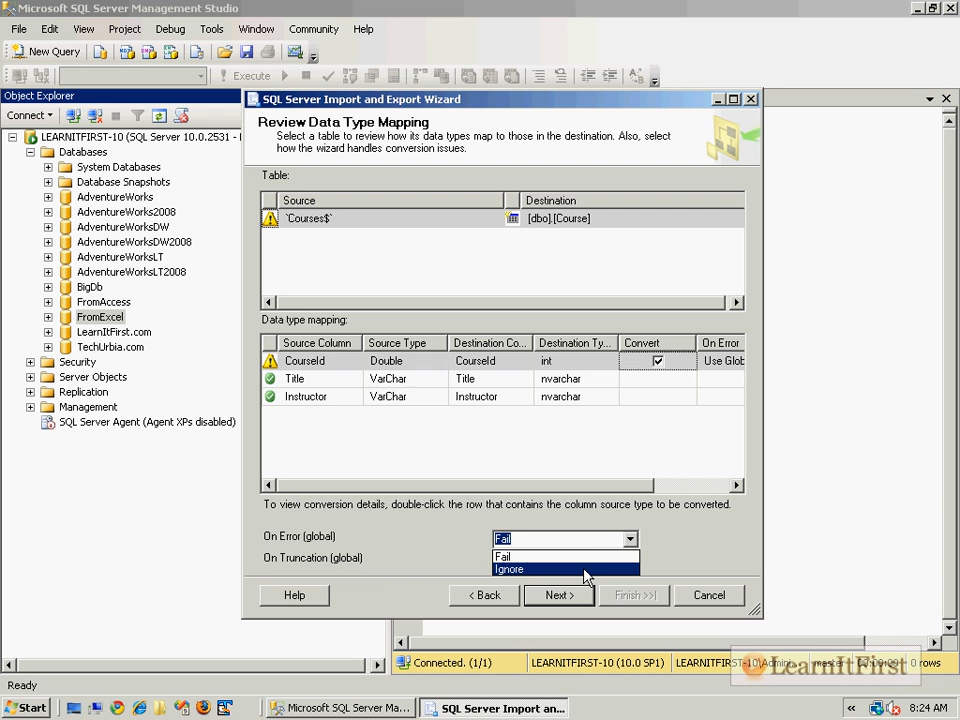 Microsoft SQL Server Management Studio
File Edit View Project Debug Tools Window Community Help
New Query
Execute
Object Explorer
Connect
LEARNITFIRST-10 (SQL Server 10.0.2531 -
Databases
System Databases
Database Snapshots
AdventureWorks
AdventureWorks2008
AdventureWorksDW
AdventureWorksDW2008
AdventureWorksLT
AdventureWorksLT2008
BigDb
FromAccess
FromExcel
LearnItFirst.com
TechUrbia.com
Security
Server Objects
Replication
Management
SQL Server Agent (Agent XPs disabled)
SQL Server Import and Export Wizard
Review Data Type Mapping
Select a table to review how its data types map to those in the destination. Also, select
how the wizard handles conversion issues.
Table:
Source Destination
`Courses$` [dbo].[Course]
Data type mapping:
Source Column Source Type Destination Co... Destination Ty... Convert On Error
CourseId Double CourseId int Use Glob
Title VarChar Title nvarchar
Instructor VarChar Instructor nvarchar
To view conversion details, double-click the row that contains the column source type to be converted.
On Error (global) Fail
Fail
On Truncation (global)
Ignore
Help < Back Next > Finish >>| Cancel
Connected. (1/1) LEARNITFIRST-10 (10.0 SP1) LEARNITFIRST-10\Admin... master 0 rows
LearnItFirst
Ready
Start Microsoft SQL Server Ma... SQL Server Import an... « 8:24 AM